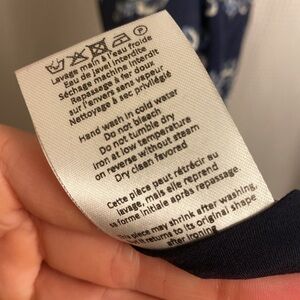 Lavage main à l'eau froide
Eau de javel interdite
Séchage machine interdit
Repassage à fer doux
sur l'envers sans vapeur
Nettoyage à sec privilégié
Hand wash in cold water
Do not bleach
Do not tumble dry
Iron at low temperature
on reverse without steam
Dry clean favored
Cette pièce peut rétrécir au
lavage, mais elle reprend
sa forme initiale après repassage.
This piece may shrink after washing,
but it returns to its original shape
after ironing